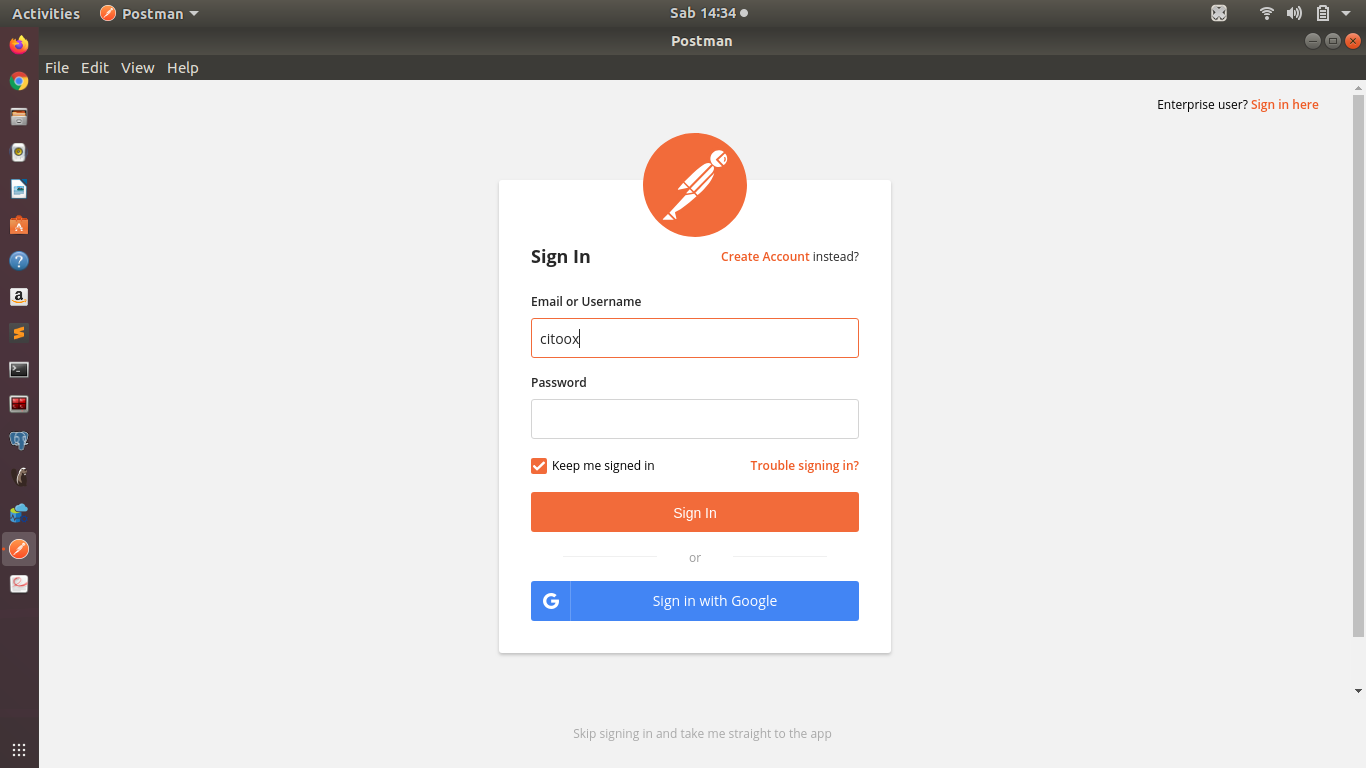 Activities Postman Sab 14:34
Postman
File Edit View Help
Enterprise user? Sign in here
Sign In Create Account instead?
Email or Username
citoox
Password
Keep me signed in Trouble signing in?
Sign In
or
G Sign in with Google
Skip signing in and take me straight to the app